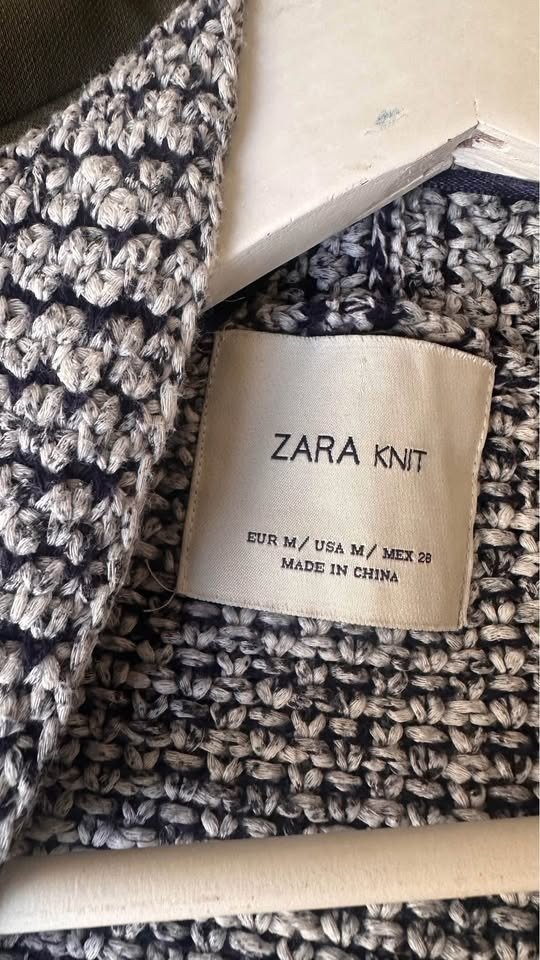 ZARA KNIT
EUR M/ USA M/ MEX 28
MADE IN CHINA